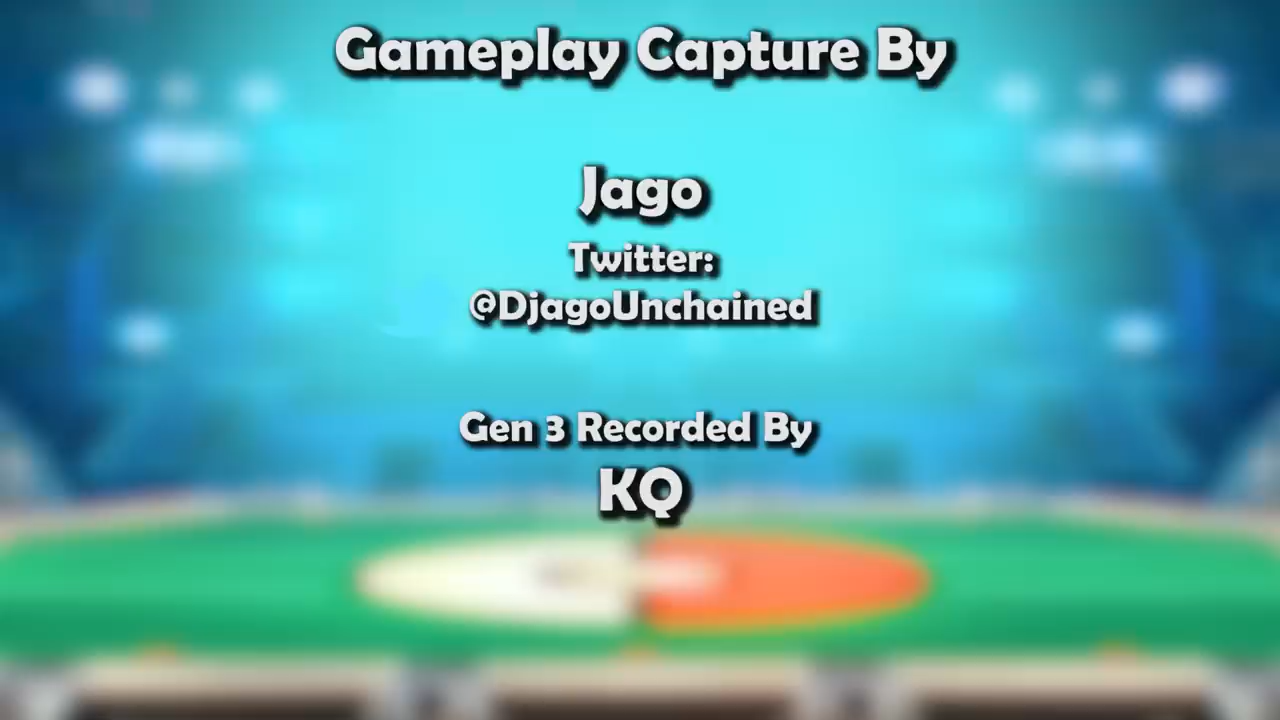 Gameplay Capture By
Jago
Twitter:
@DjagoUnchained
Gen 3 Recorded By
KQ